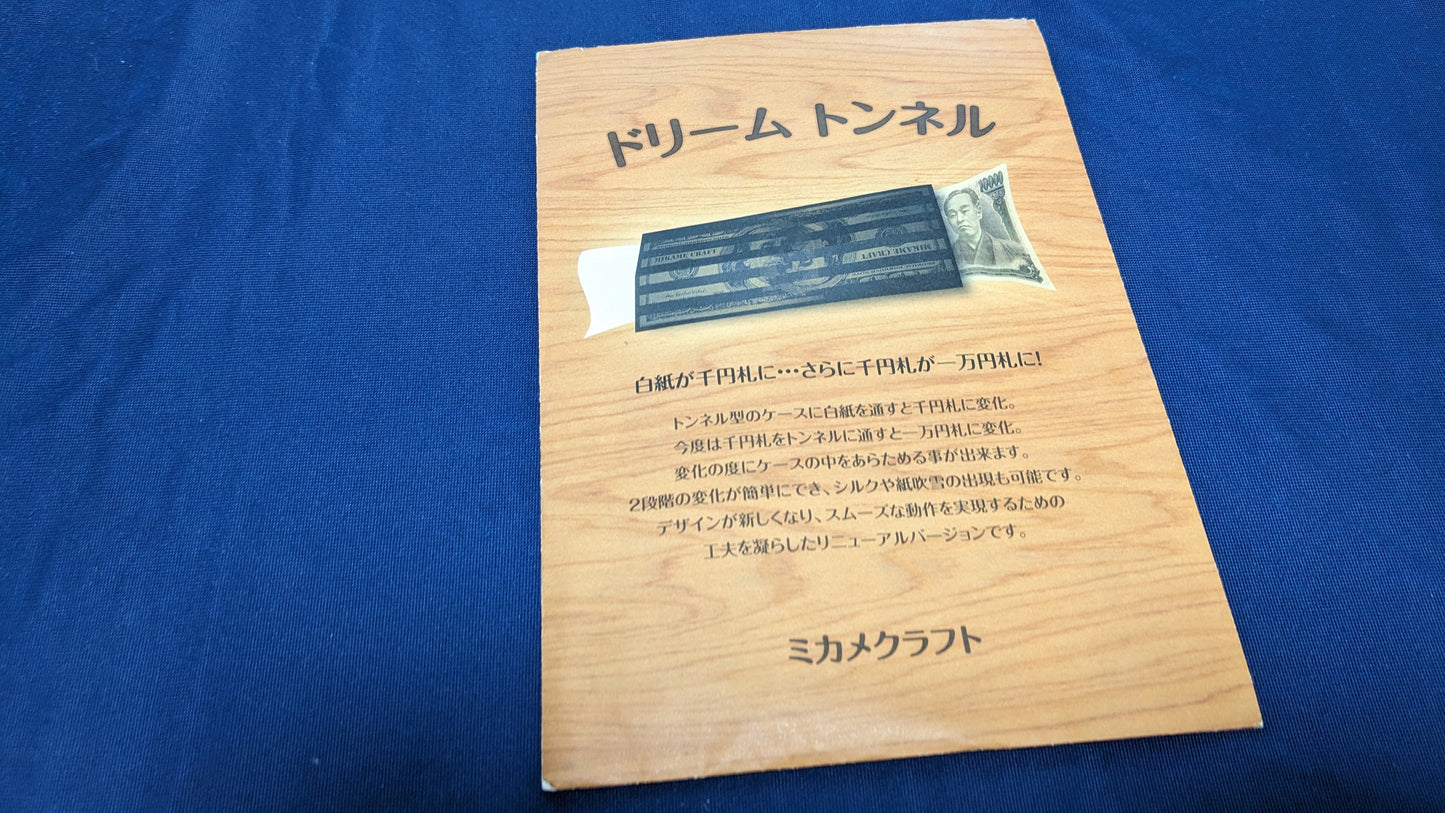 ドリーム トンネル
10000
MIKAME CRAFT
MIKAME CRAFT
白紙が千円札に…さらに千円札が一万円札に!
トンネル型のケースに白紙を通すと千円札に変化。
今度は千円札をトンネルに通すと一万円札に変化。
変化の度にケースの中をあらためる事が出来ます。
2段階の変化が簡単にでき、シルクや紙吹雪の出現も可能です。
デザインが新しくなり、スムーズな動作を実現するための
工夫を凝らしたリニューアルバージョンです。
ミカメクラフト